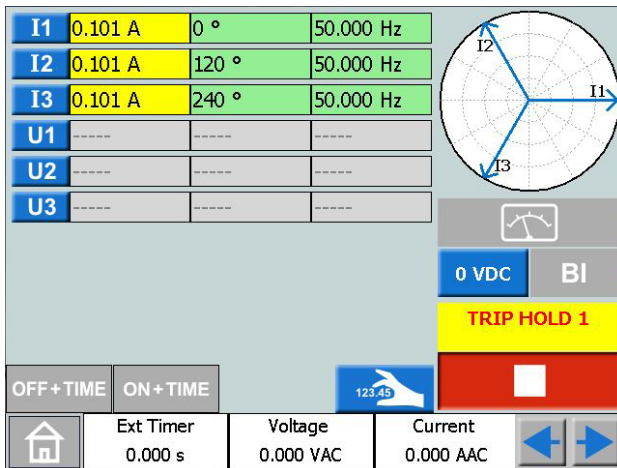 I1 0.101 A 0 ° 50.000 Hz
I2 0.101 A 120 ° 50.000 Hz
I3 0.101 A 240 ° 50.000 Hz
U1 ----- ----- -----
U2 ----- ----- -----
U3 ----- ----- -----
I2
I1
I3
0 VDC BI
TRIP HOLD 1
OFF+TIME ON+TIME 123.45
Ext Timer Voltage Current
0.000 s 0.000 VAC 0.000 AAC